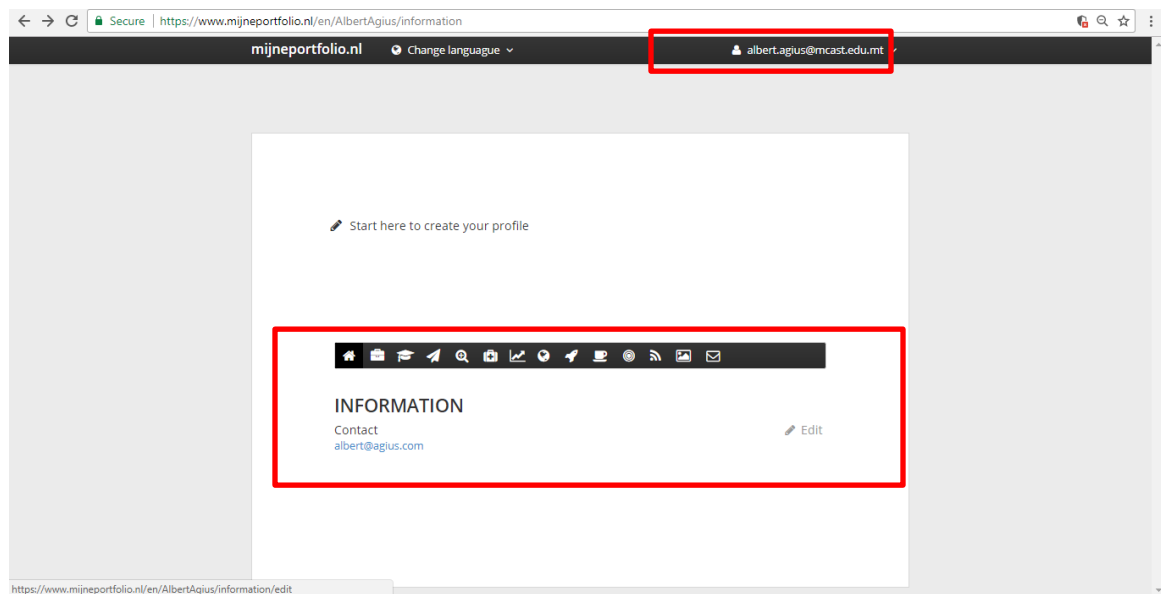 Secure | https://www.mijneportfolio.nl/en/AlbertAgius/information
mijneportfolio.nl Change languague albert.agius@mcast.edu.mt
Start here to create your profile
INFORMATION
Contact
Edit
albert@agius.com
https://www.mijneportfolio.nl/en/AlbertAgius/information/edit